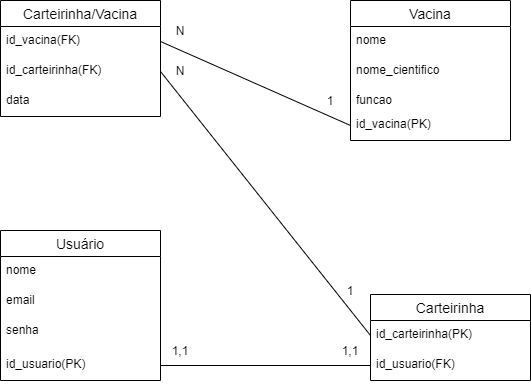 Carteirinha/Vacina
id_vacina(FK)
id_carteirinha(FK)
data
N
N
1
Vacina
nome
nome_cientifico
funcao
id_vacina(PK)
Usuário
nome
email
senha
id_usuario(PK)
1,1
1,1
1
Carteirinha
id_carteirinha(PK)
id_usuario(FK)